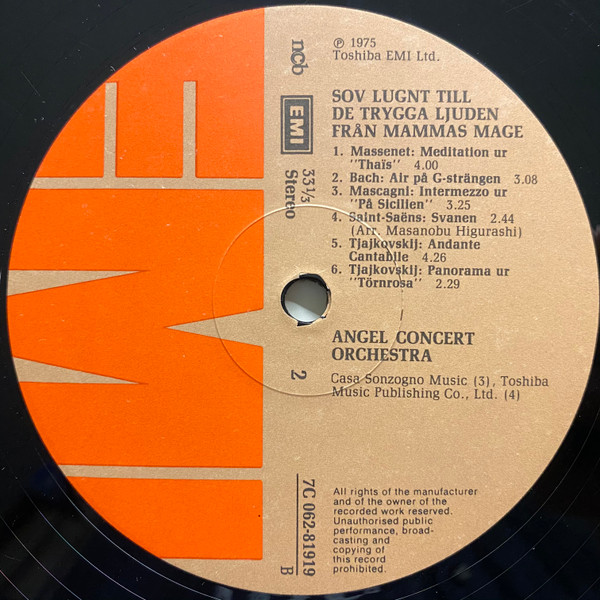 ℗ 1975
Toshiba EMI Ltd.
ncb
EMI
33⅓
Stereo
SOV LUGNT TILL
DE TRYGGA LJUDEN
FRÅN MAMMAS MAGE
1. Massenet: Meditation ur
"Thaïs" 4.00
2. Bach: Air på G-strängen 3.08
3. Mascagni: Intermezzo ur
"På Sicilien" 3.25
4. Saint-Saëns: Svanen 2.44
(Arr. Masanobu Higurashi)
5. Tjajkovskij: Andante
Cantabile 4.26
6. Tjajkovskij: Panorama ur
"Törnrosa" 2.29
ANGEL CONCERT
ORCHESTRA
2
Casa Sonzogno Music (3), Toshiba
Music Publishing Co., Ltd. (4)
7C 062-81919
B
All rights of the manufacturer
and of the owner of the
recorded work reserved.
Unauthorised public
performance, broad-
casting and
copying of
this record
prohibited.
EMI